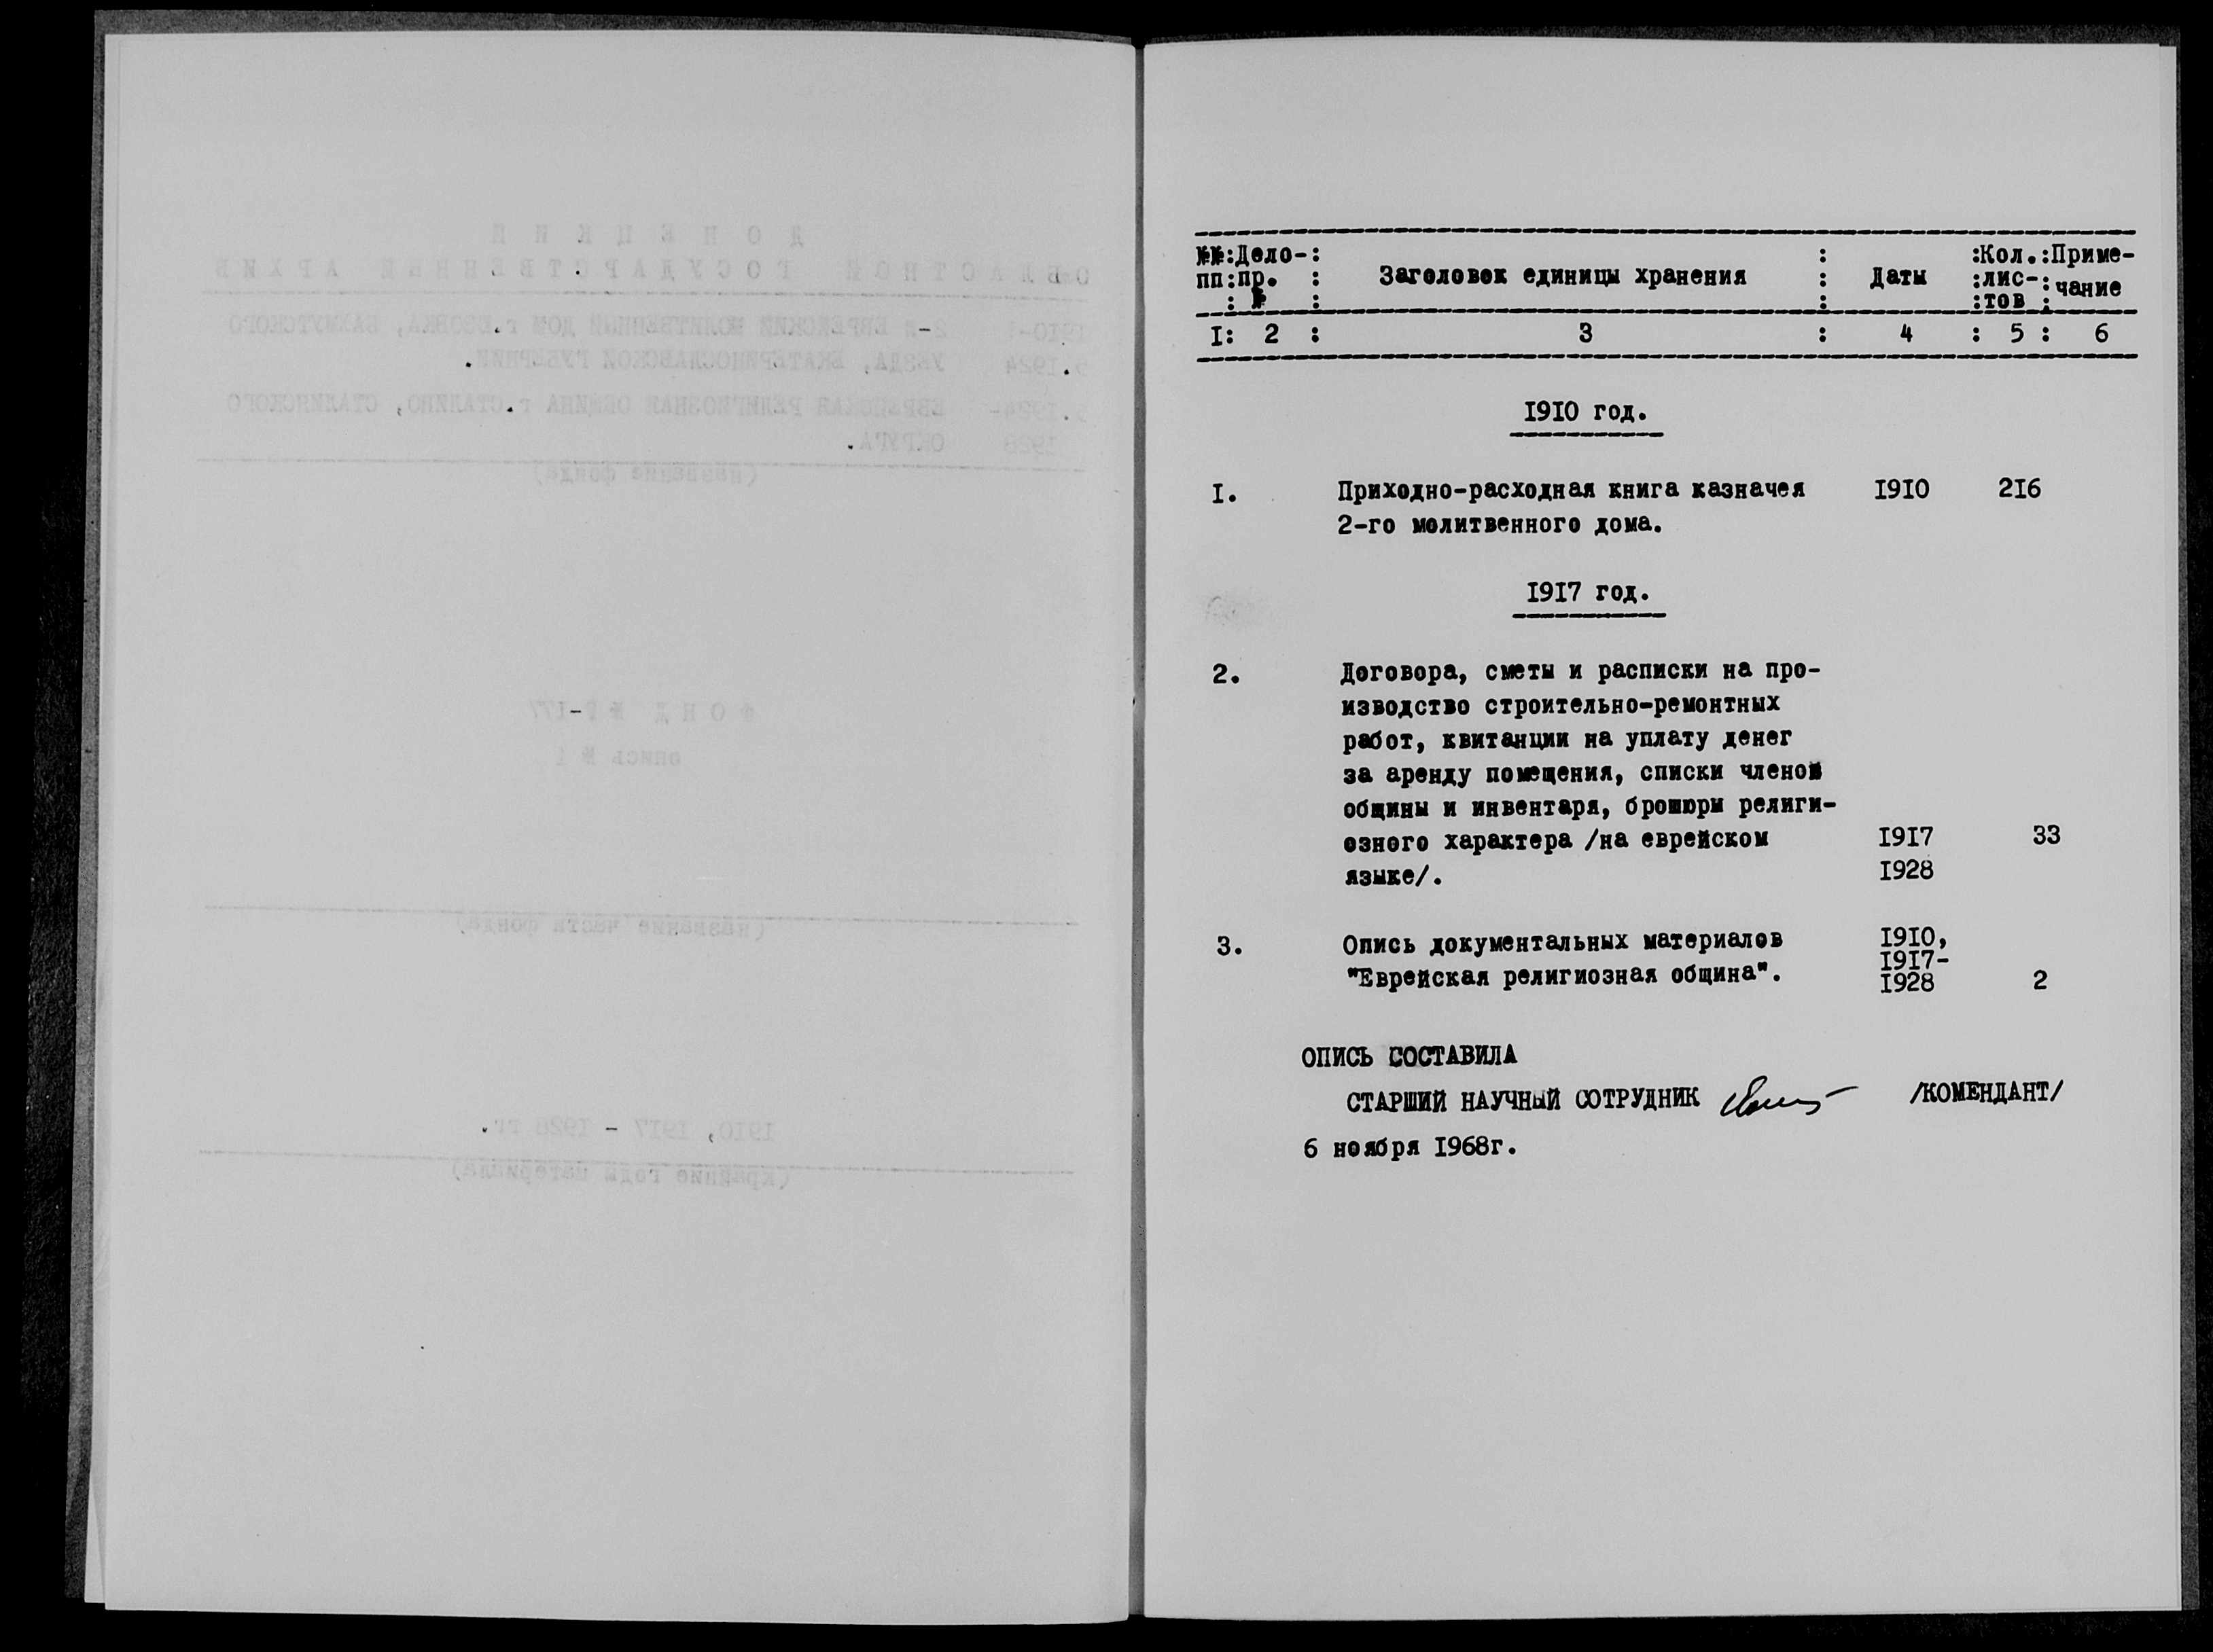 №№:Дело-: : :Кол.:Приме-
пп:пр. : Заголовок единицы хранения : Даты :лис-: чание
: № : : :тов :
I: 2 : 3 : 4 : 5 : 6
I9I0 год.
I. Приходно-расходная книга казначея I9I0 2I6
2-го молитвенного дома.
I9I7 год.
2. Договора, сметы и расписки на про-
изводство строительно-ремонтных
работ, квитанции на уплату денег
за аренду помещения, списки членов
общины и инвентаря, брошюры религи-
озного характера /на еврейском I9I7 33
языке/. I928
3. Опись документальных материалов I9I0,
"Еврейская религиозная община". I9I7-
I928 2
ОПИСЬ СОСТАВИЛА
СТАРШИЙ НАУЧНЫЙ СОТРУДНИК /КОМЕНДАНТ/
6 ноября I968г.